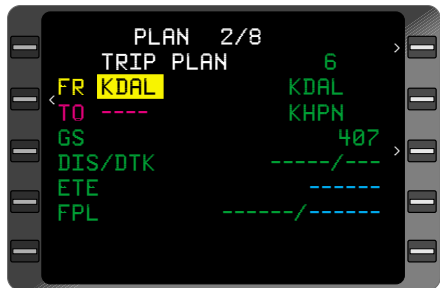 PLAN 2/8
TRIP PLAN 6
FR KDAL KDAL
TO ---- KHPN
GS 407
DIS/DTK -----/---
ETE ------
FPL ------/------